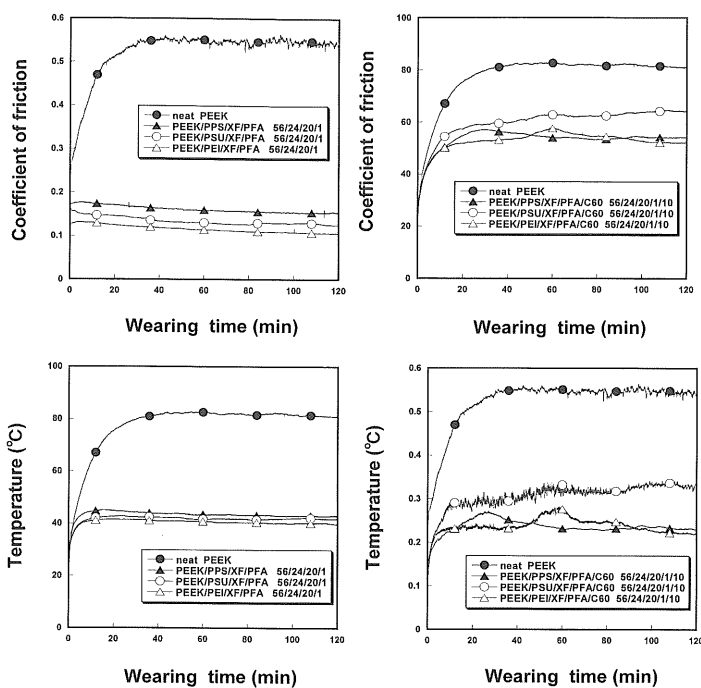 0.6
0.5
0.4
0.3
0.2
0.1
0
Coefficient of friction
neat PEEK
PEEK/PPS/XF/PFA 56/24/20/1
PEEK/PSU/XF/PFA 56/24/20/1
PEEK/PEI/XF/PFA 56/24/20/1
0 20 40 60 80 100 120
Wearing time (min)
100
80
60
40
20
0
Coefficient of friction
neat PEEK
PEEK/PPS/XF/PFA/C60 56/24/20/1/10
PEEK/PSU/XF/PFA/C60 56/24/20/1/10
PEEK/PEI/XF/PFA/C60 56/24/20/1/10
0 20 40 60 80 100 120
Wearing time (min)
100
80
60
40
20
0
Temperature (°C)
neat PEEK
PEEK/PPS/XF/PFA 56/24/20/1
PEEK/PSU/XF/PFA 56/24/20/1
PEEK/PEI/XF/PFA 56/24/20/1
0 20 40 60 80 100 120
Wearing time (min)
0.6
0.5
0.4
0.3
0.2
0.1
0
Temperature (°C)
neat PEEK
PEEK/PPS/XF/PFA/C60 56/24/20/1/10
PEEK/PSU/XF/PFA/C60 56/24/20/1/10
PEEK/PEI/XF/PFA/C60 56/24/20/1/10
0 20 40 60 80 100 120
Wearing time (min)